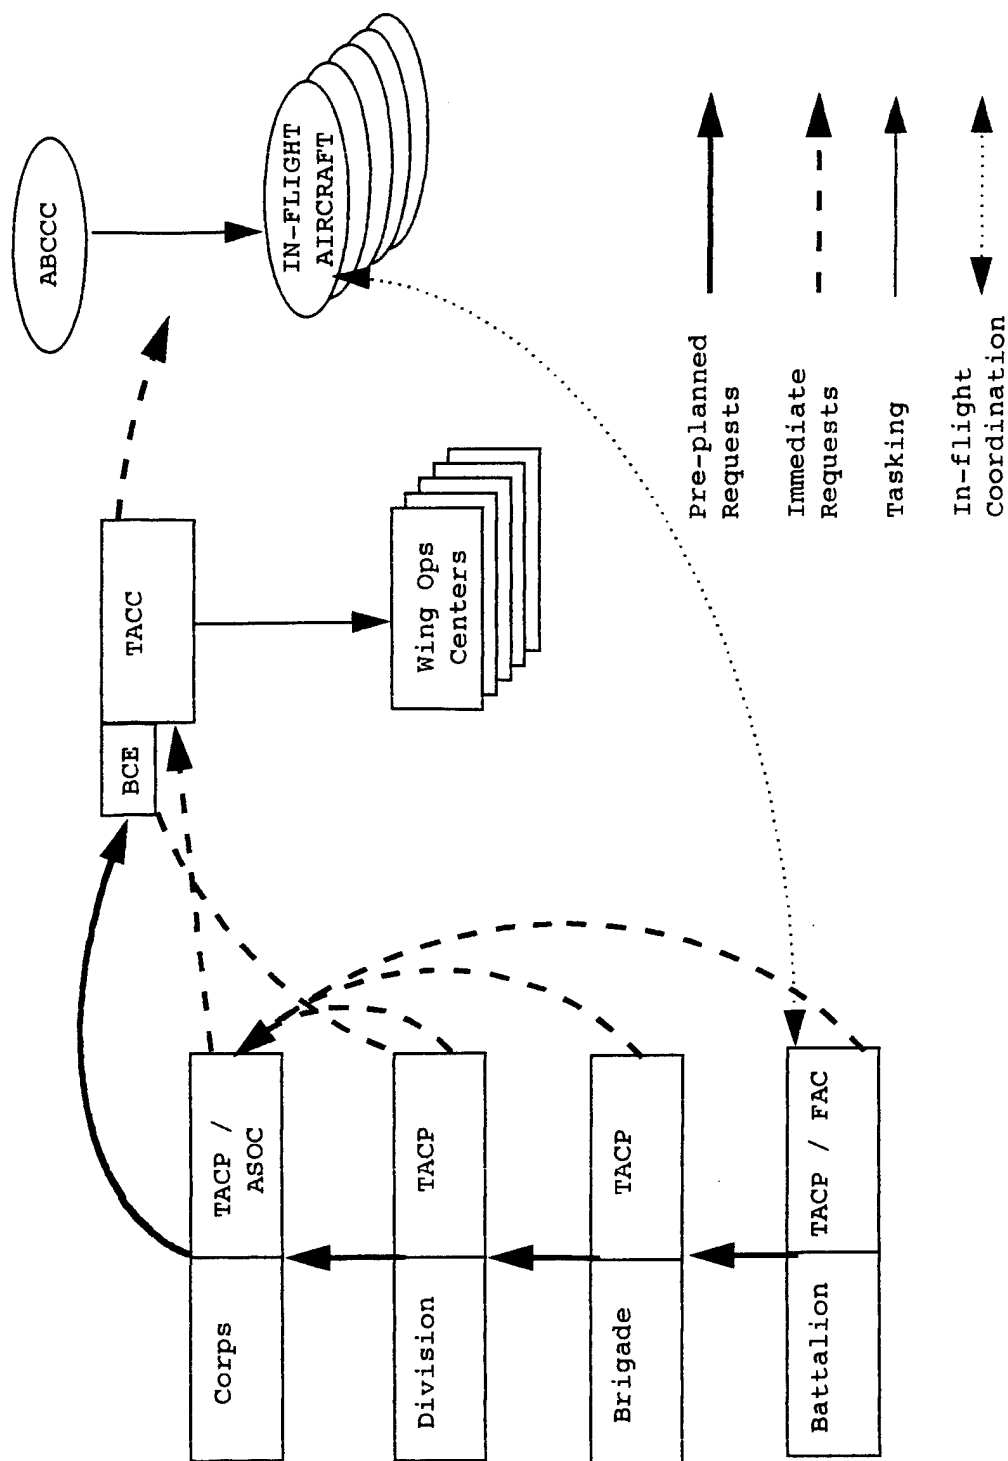 ABCCC
IN-FLIGHT
AIRCRAFT
BCE
TACC
Wing Ops
Centers
Corps
TACP /
ASOC
Division
TACP
Brigade
TACP
Battalion
TACP / FAC
Pre-planned
Requests
Immediate
Requests
Tasking
In-flight
Coordination